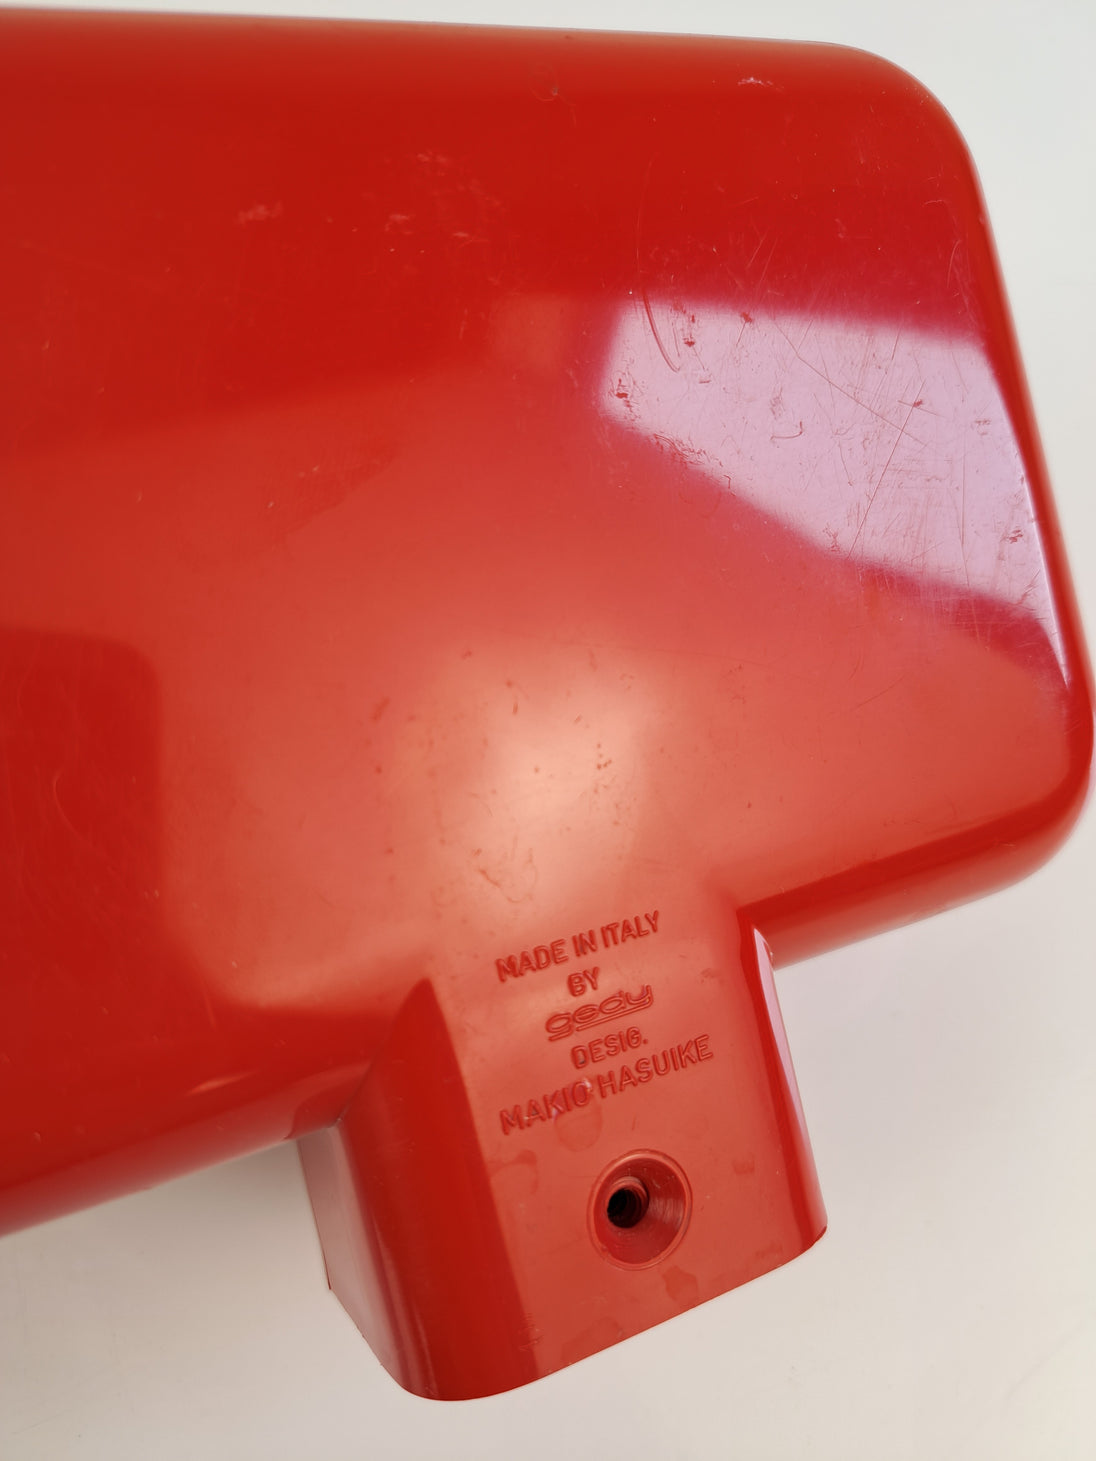 MADE IN ITALY
BY
gedy
DESIG.
MAKIO HASUIKE